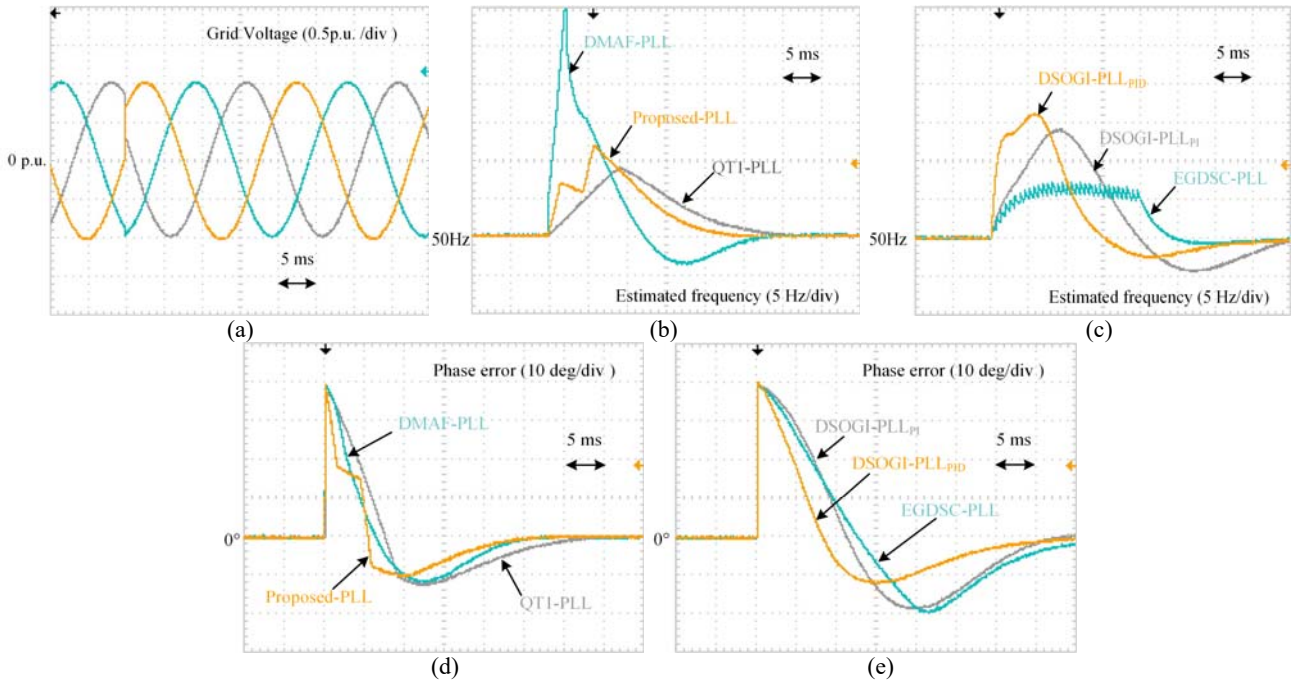 Grid Voltage (0.5p.u. /div )
0 p.u.
5 ms
(a)
DMAF-PLL
5 ms
Proposed-PLL
QT1-PLL
50Hz
Estimated frequency (5 Hz/div)
(b)
5 ms
DSOGI-PLLPID
DSOGI-PLLPI
EGDSC-PLL
50Hz
Estimated frequency (5 Hz/div)
(c)
Phase error (10 deg/div )
DMAF-PLL
5 ms
0°
Proposed-PLL
QT1-PLL
(d)
Phase error (10 deg/div )
DSOGI-PLLPI
5 ms
DSOGI-PLLPID
EGDSC-PLL
0°
(e)